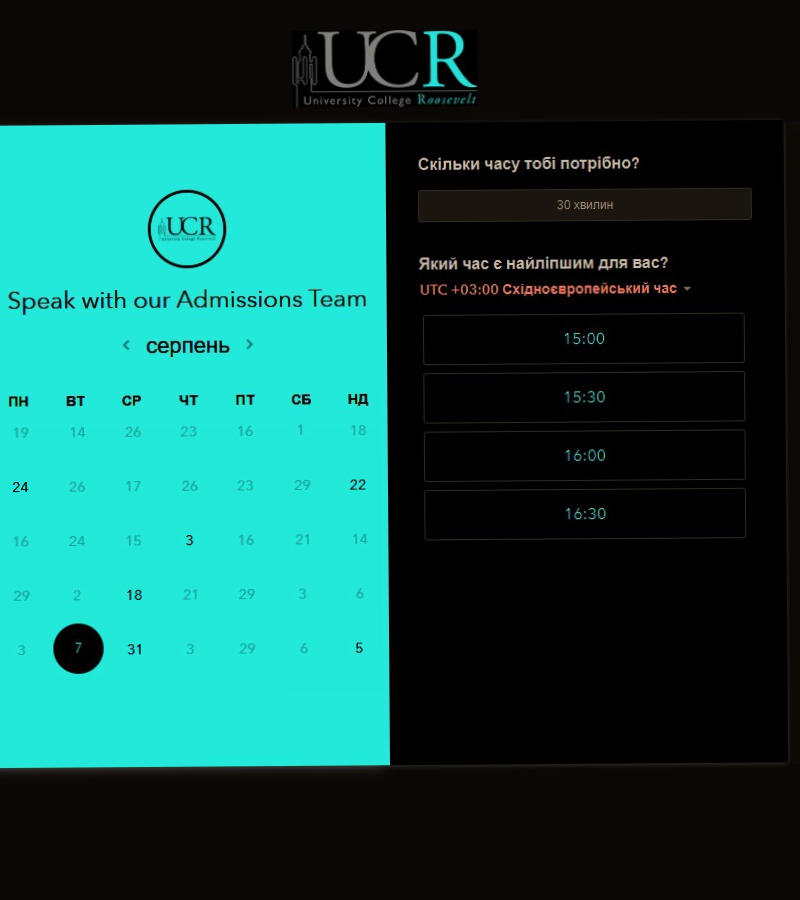 UCR
University College Roosevelt
UCR
University College Roosevelt
Speak with our Admissions Team
серпень
ПН ВТ СР ЧТ ПТ СБ НД
19 14 26 23 16 1 18
24 26 17 26 23 29 22
16 24 15 3 16 21 14
29 2 18 21 29 3 6
3 7 31 3 29 6 5
Скільки часу тобі потрібно?
30 хвилин
Який час є найліпшим для вас?
UTC +03:00 Східноєвропейський час
15:00
15:30
16:00
16:30